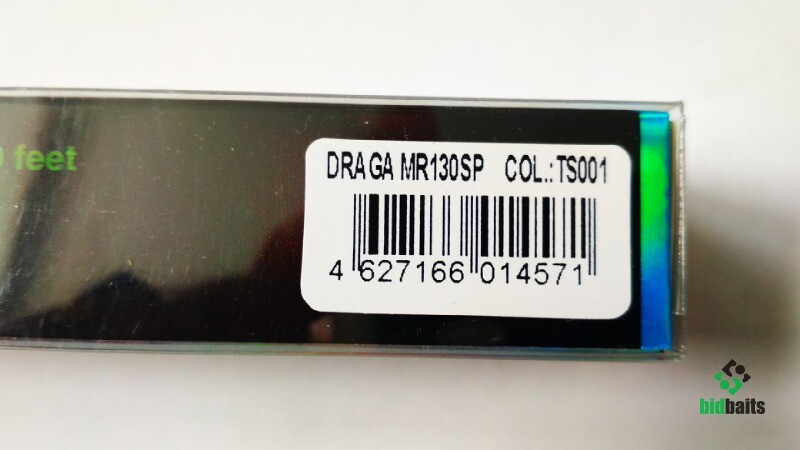 feet
DRAGA MR130SP COL.: TS001
4 627166 014571
bidbaits